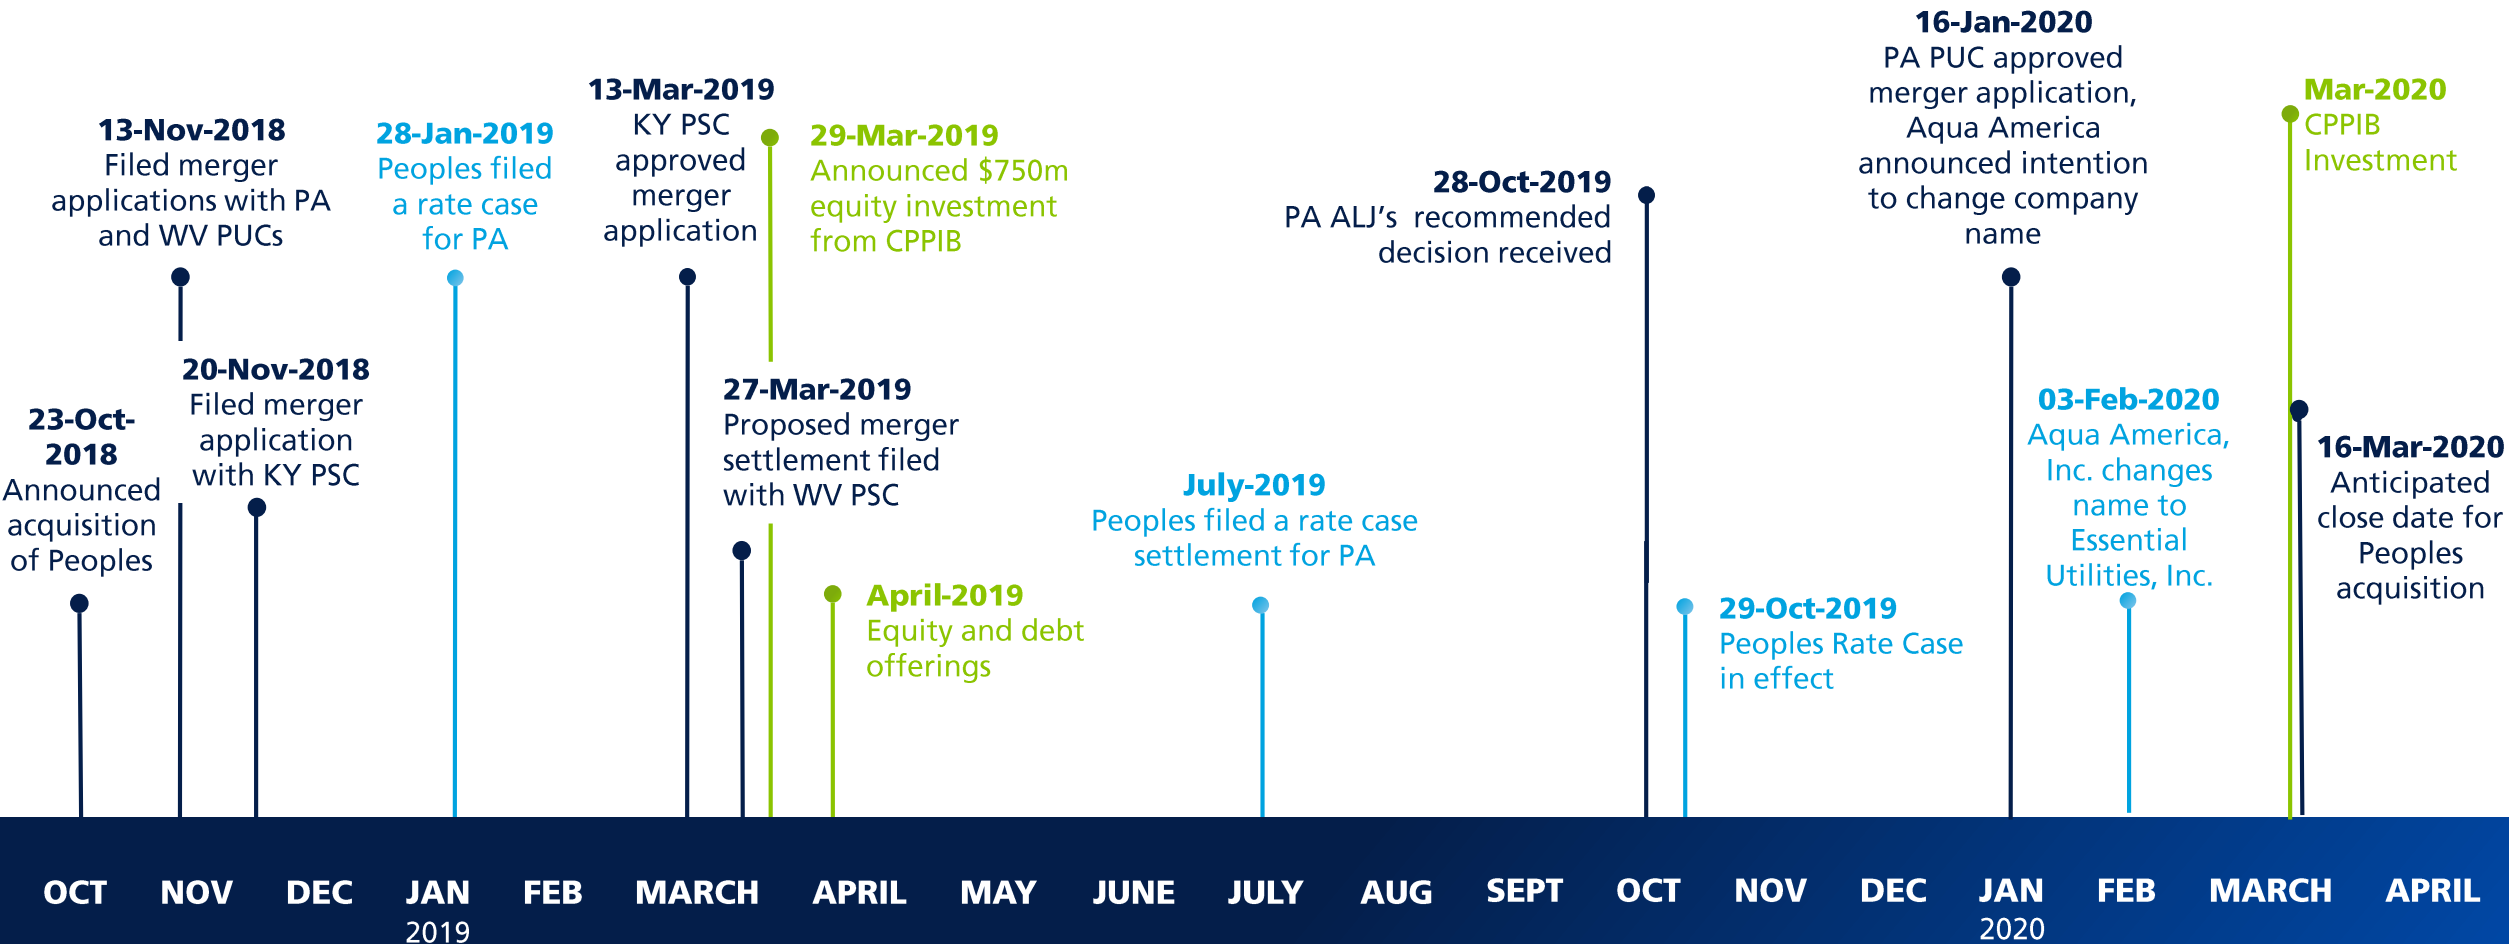 13-Nov-2018
Filed merger
applications with PA
and WV PUCs
23-Oct-
2018
Announced
acquisition
of Peoples
20-Nov-2018
Filed merger
application
with KY PSC
28-Jan-2019
Peoples filed
a rate case
for PA
13-Mar-2019
KY PSC
approved
merger
application
29-Mar-2019
Announced $750m
equity investment
from CPPIB
27-Mar-2019
Proposed merger
settlement filed
with WV PSC
April-2019
Equity and debt
offerings
July-2019
Peoples filed a rate case
settlement for PA
28-Oct-2019
PA ALJ’s  recommended
decision received
29-Oct-2019
Peoples Rate Case
in effect
16-Jan-2020
PA PUC approved
merger application,
Aqua America
announced intention
to change company
name
03-Feb-2020
Aqua America,
Inc. changes
name to
Essential
Utilities, Inc.
Mar-2020
CPPIB
Investment
16-Mar-2020
Anticipated
close date for
Peoples
acquisition
OCT NOV DEC JAN FEB MARCH APRIL MAY JUNE JULY AUG SEPT OCT NOV DEC JAN FEB MARCH APRIL
2019 2020